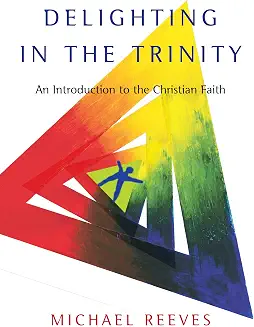 DELIGHTING
IN THE TRINITY
An Introduction to the Christian Faith
MICHAEL REEVES